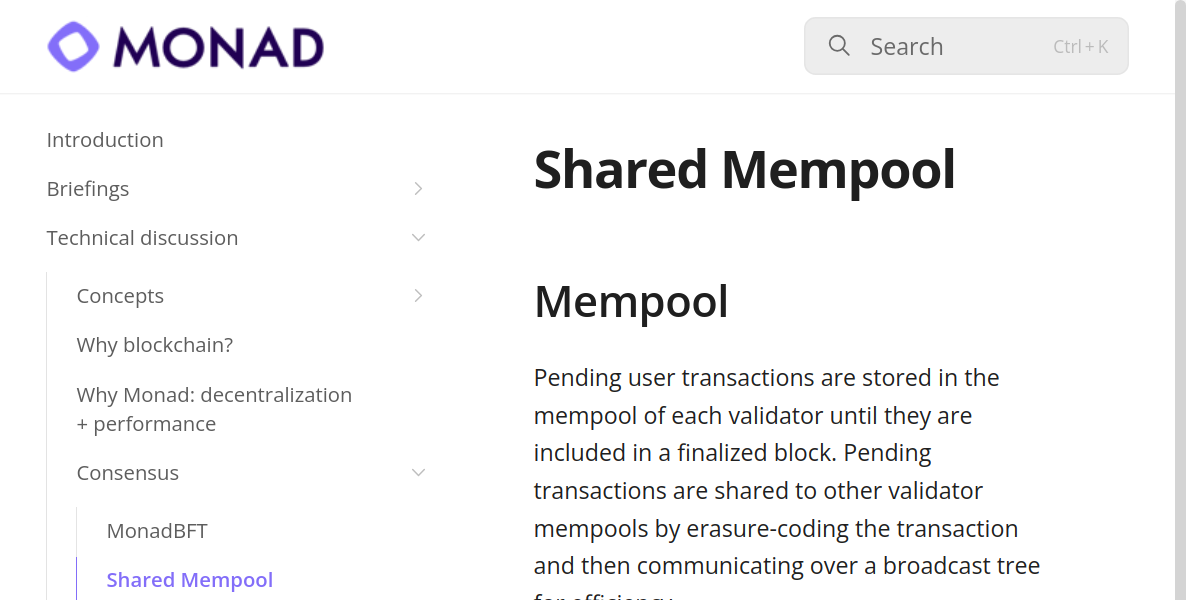 MONAD
Search
Ctrl + K
Introduction
Briefings
Technical discussion
Concepts
Why blockchain?
Why Monad: decentralization
+ performance
Consensus
MonadBFT
Shared Mempool
Shared Mempool
Mempool
Pending user transactions are stored in the
mempool of each validator until they are
included in a finalized block. Pending
transactions are shared to other validator
mempools by erasure-coding the transaction
and then communicating over a broadcast tree
for efficiency.